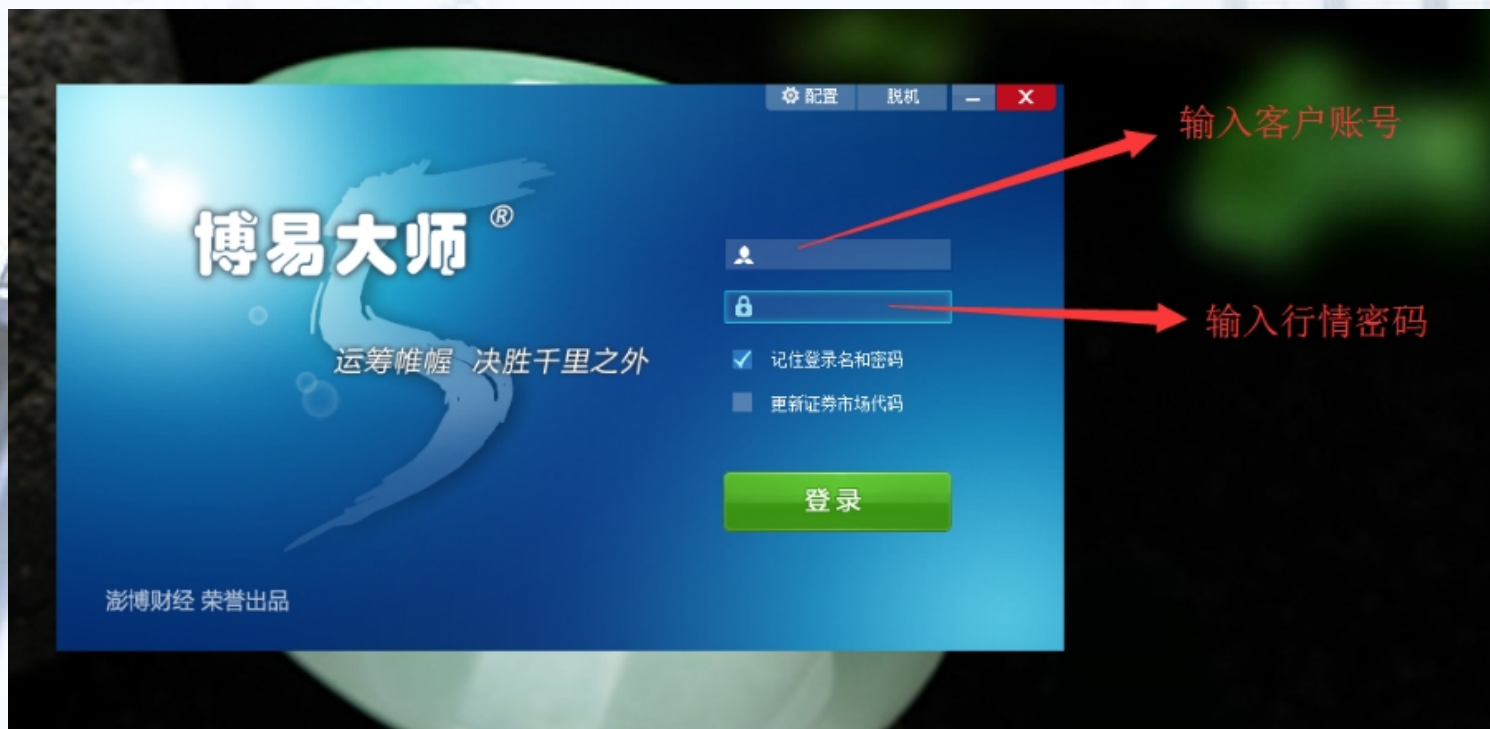 配置 脱机
输入客户账号
博易大师®
输入行情密码
运筹帷幄 决胜千里之外
记住登录名和密码
更新证券市场代码
登录
澎博财经 荣誉出品